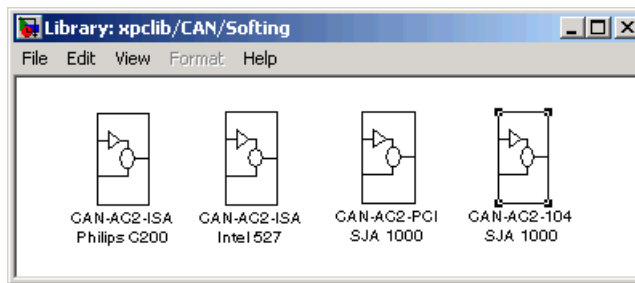 Library: xpclib/CAN/Softing
File Edit View Format Help
CAN-AC2-ISA CAN-AC2-ISA CAN-AC2-PCI CAN-AC2-104
Philips C200 Intel 527 SJA 1000 SJA 1000